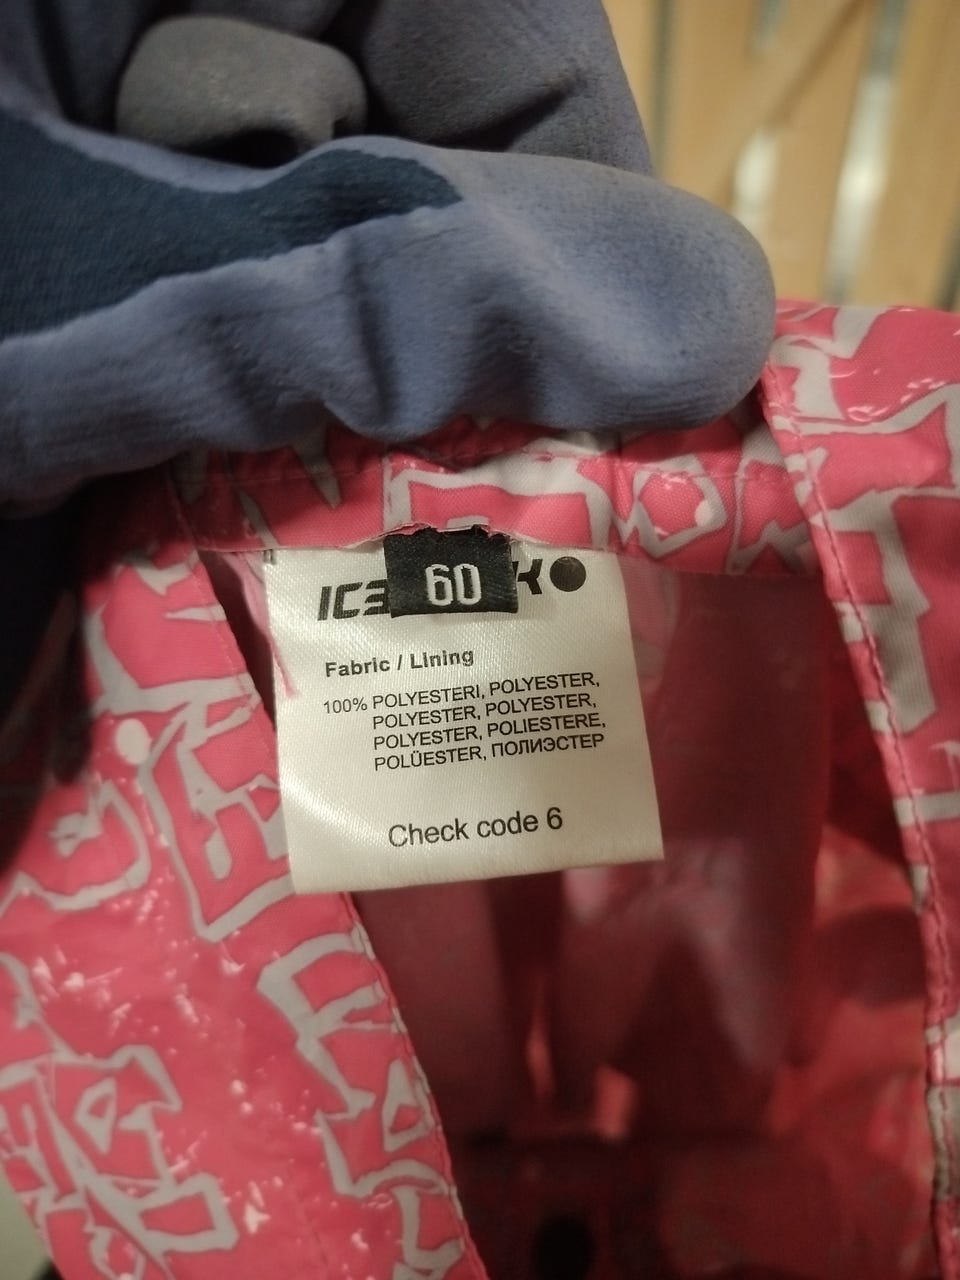 60
Fabric / Lining
100% POLYESTERI, POLYESTER,
POLYESTER, POLYESTER,
POLYESTER, POLIESTERE,
POLÜESTER, ПОЛИЭСТЕР
Check code 6